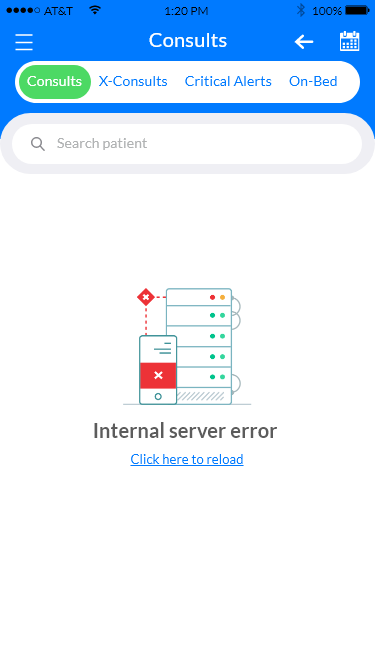 AT&T 1:20 PM 100%
Consults
Consults X-Consults Critical Alerts On-Bed
Search patient
Internal server error
Click here to reload